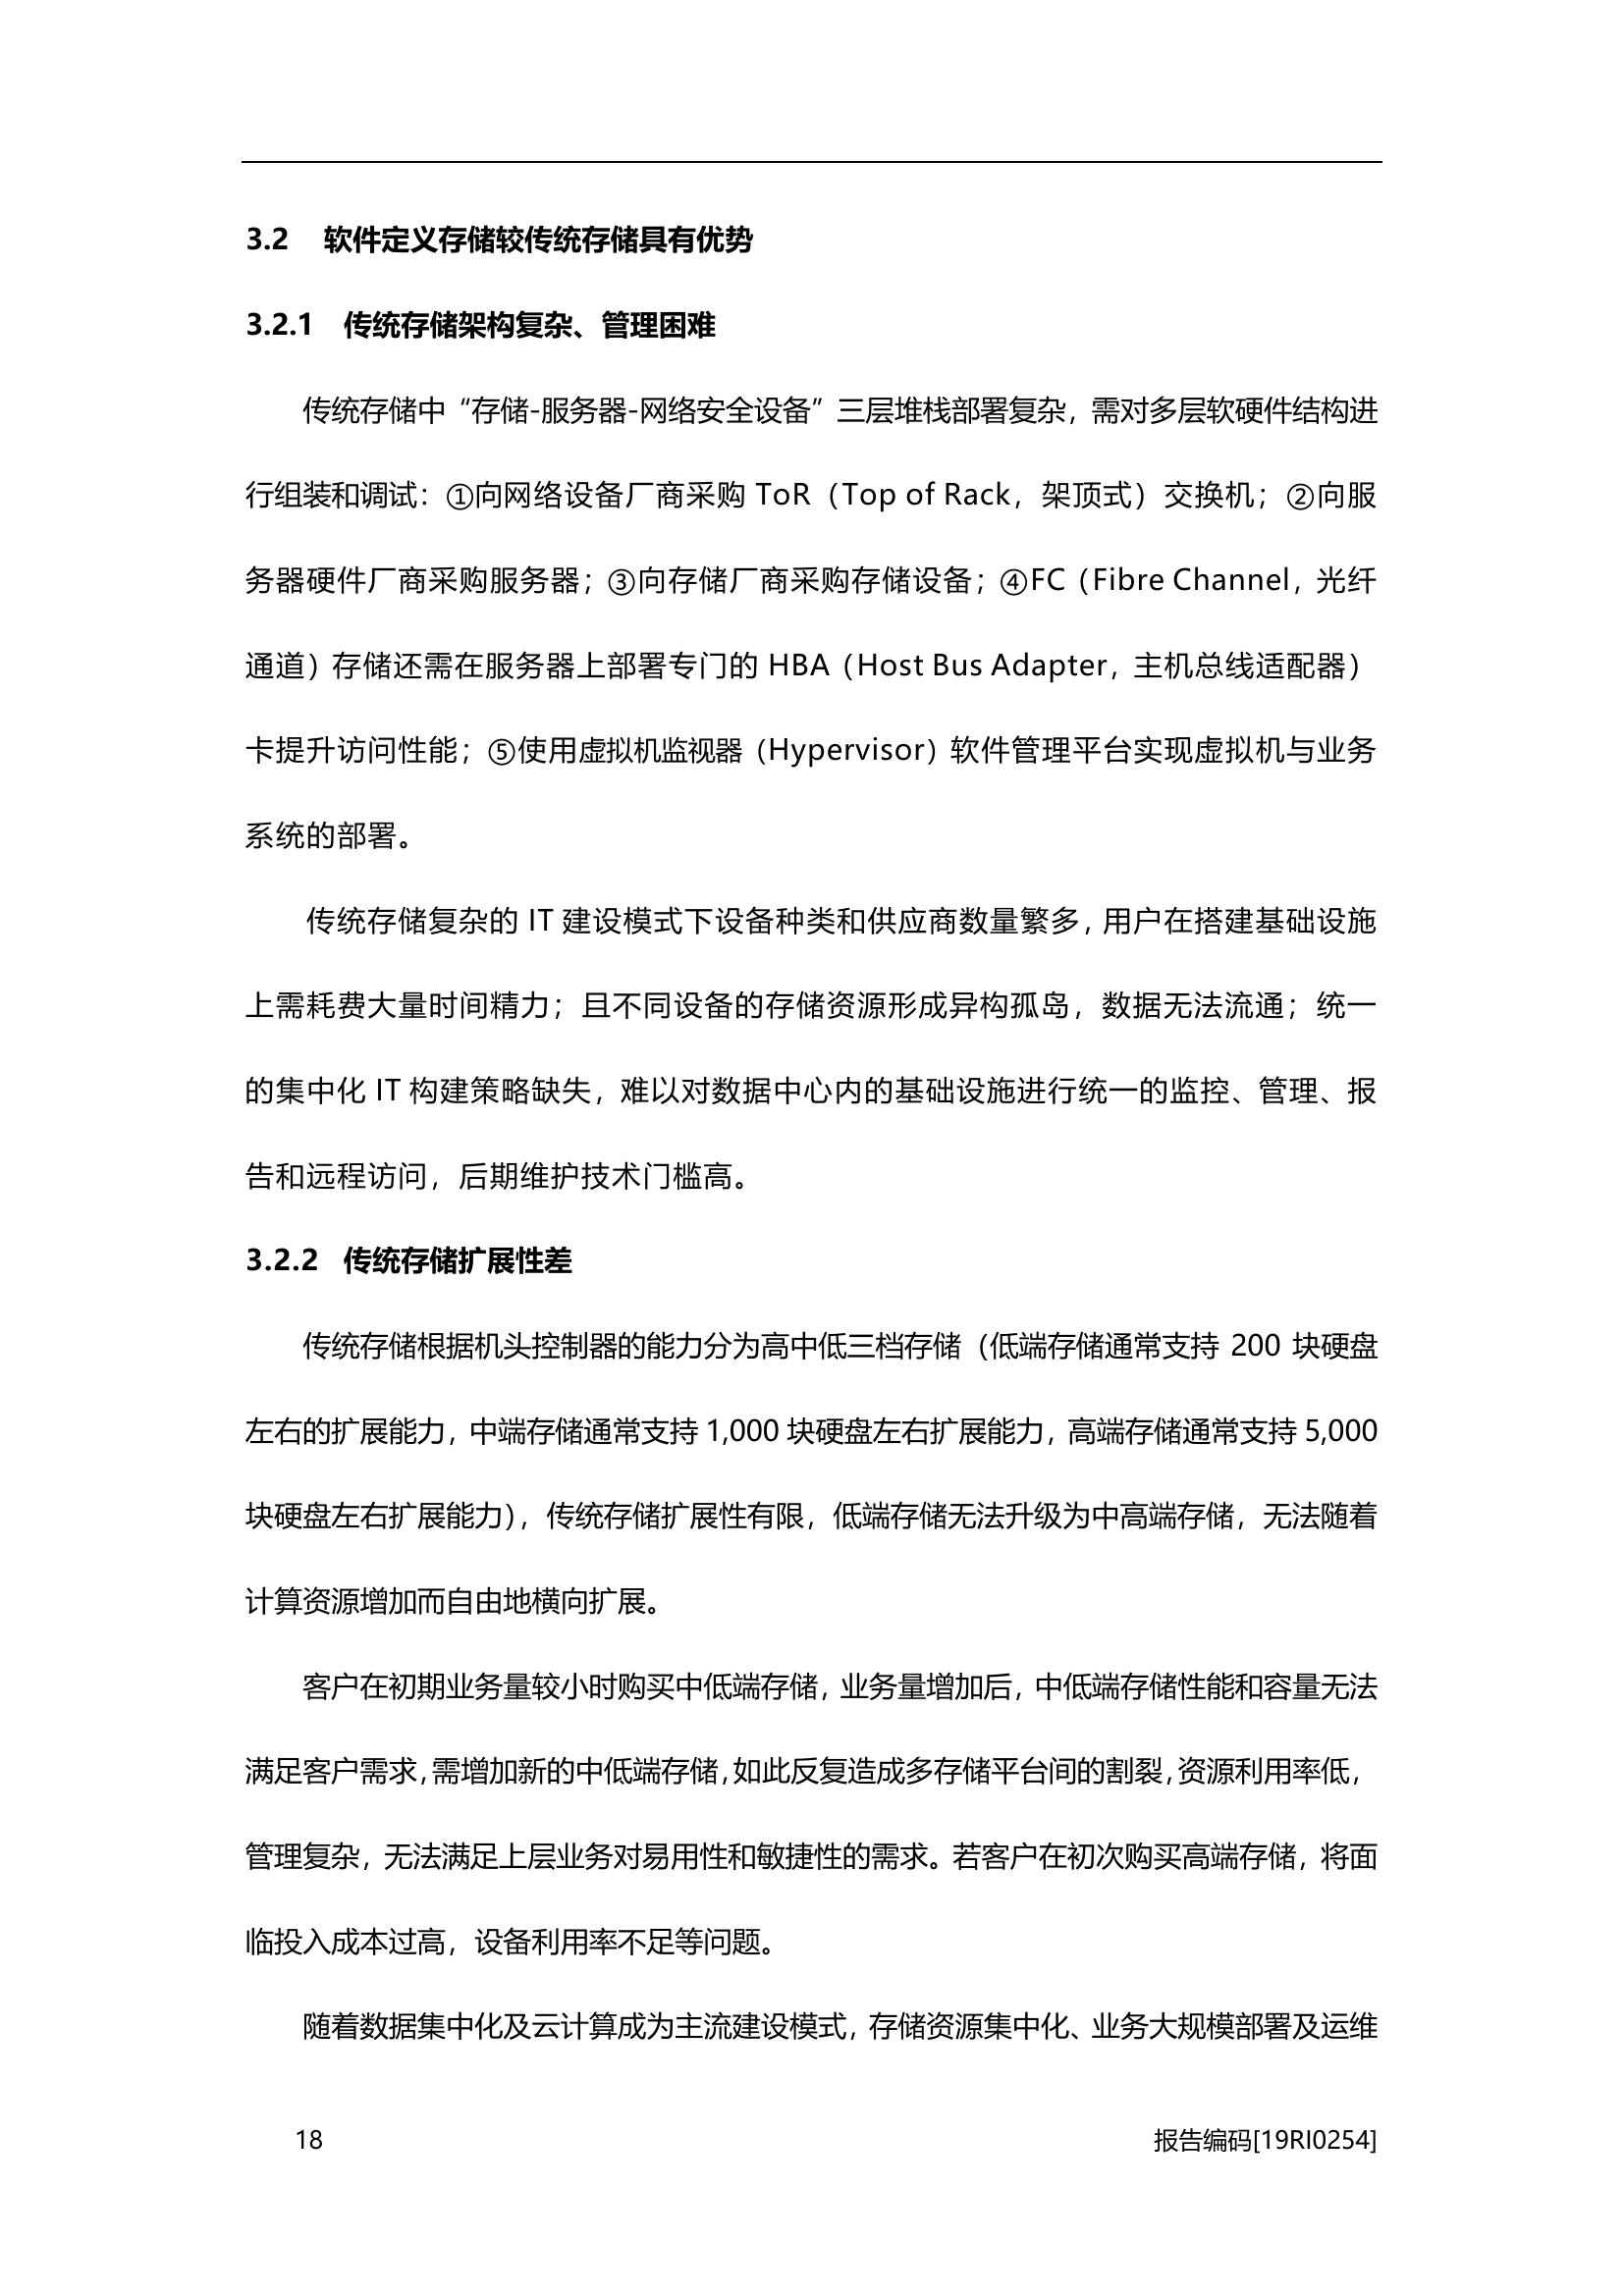 3.2 软件定义存储较传统存储具有优势
3.2.1 传统存储架构复杂、管理困难
传统存储中“存储-服务器-网络安全设备”三层堆栈部署复杂，需对多层软硬件结构进
行组装和调试：①向网络设备厂商采购 ToR（Top of Rack，架顶式）交换机；②向服
务器硬件厂商采购服务器；③向存储厂商采购存储设备；④FC（Fibre Channel，光纤
通道）存储还需在服务器上部署专门的 HBA（Host Bus Adapter，主机总线适配器）
卡提升访问性能；⑤使用虚拟机监视器（Hypervisor）软件管理平台实现虚拟机与业务
系统的部署。
传统存储复杂的 IT 建设模式下设备种类和供应商数量繁多，用户在搭建基础设施
上需耗费大量时间精力；且不同设备的存储资源形成异构孤岛，数据无法流通；统一
的集中化 IT 构建策略缺失，难以对数据中心内的基础设施进行统一的监控、管理、报
告和远程访问，后期维护技术门槛高。
3.2.2 传统存储扩展性差
传统存储根据机头控制器的能力分为高中低三档存储（低端存储通常支持 200 块硬盘
左右的扩展能力，中端存储通常支持 1,000 块硬盘左右扩展能力，高端存储通常支持 5,000
块硬盘左右扩展能力），传统存储扩展性有限，低端存储无法升级为中高端存储，无法随着
计算资源增加而自由地横向扩展。
客户在初期业务量较小时购买中低端存储，业务量增加后，中低端存储性能和容量无法
满足客户需求，需增加新的中低端存储，如此反复造成多存储平台间的割裂，资源利用率低，
管理复杂，无法满足上层业务对易用性和敏捷性的需求。若客户在初次购买高端存储，将面
临投入成本过高，设备利用率不足等问题。
随着数据集中化及云计算成为主流建设模式，存储资源集中化、业务大规模部署及运维
18 报告编码[19RI0254]